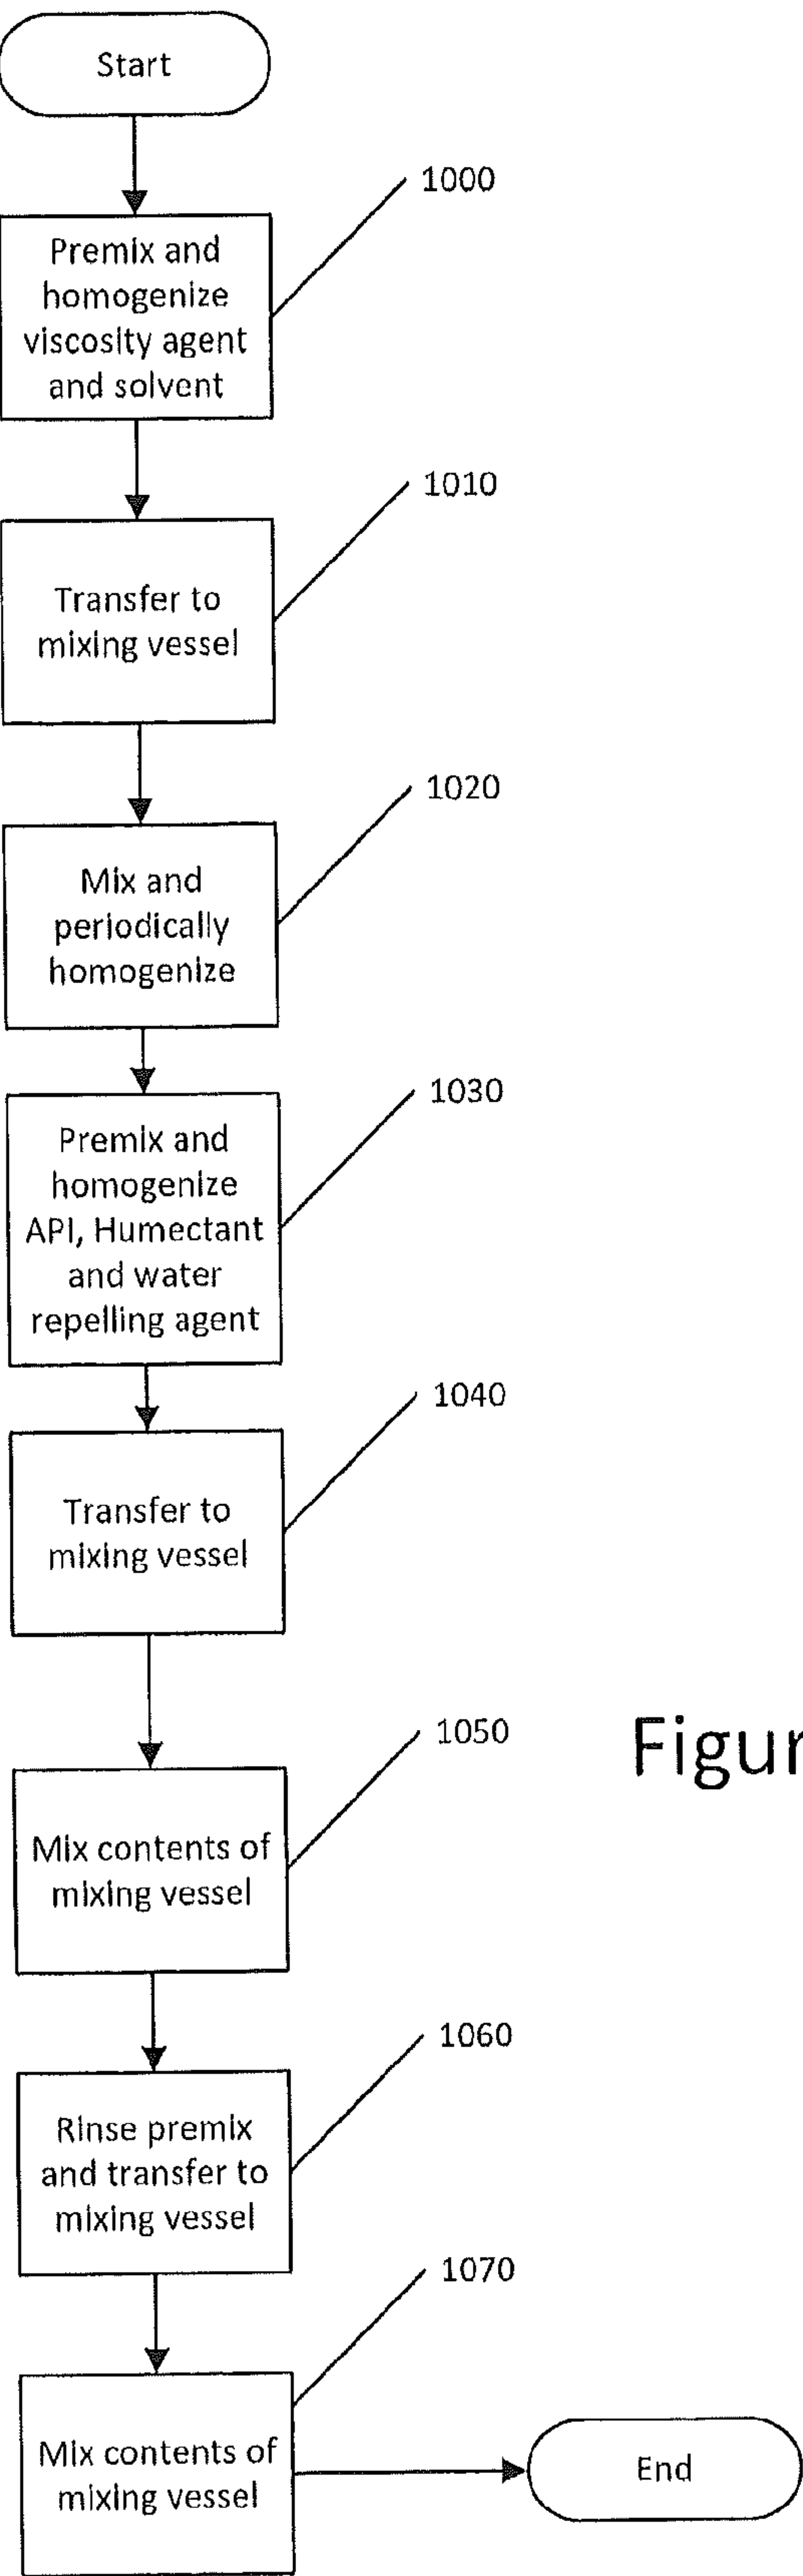 Start
1000
Premix and
homogenize
viscosity agent
and solvent
1010
Transfer to
mixing vessel
1020
Mix and
periodically
homogenize
1030
Premix and
homogenize
API, Humectant
and water
repelling agent
1040
Transfer to
mixing vessel
1050
Figur
Mix contents of
mixing vessel
1060
Rinse premix
and transfer to
mixing vessel
1070
Mix contents of
mixing vessel
End